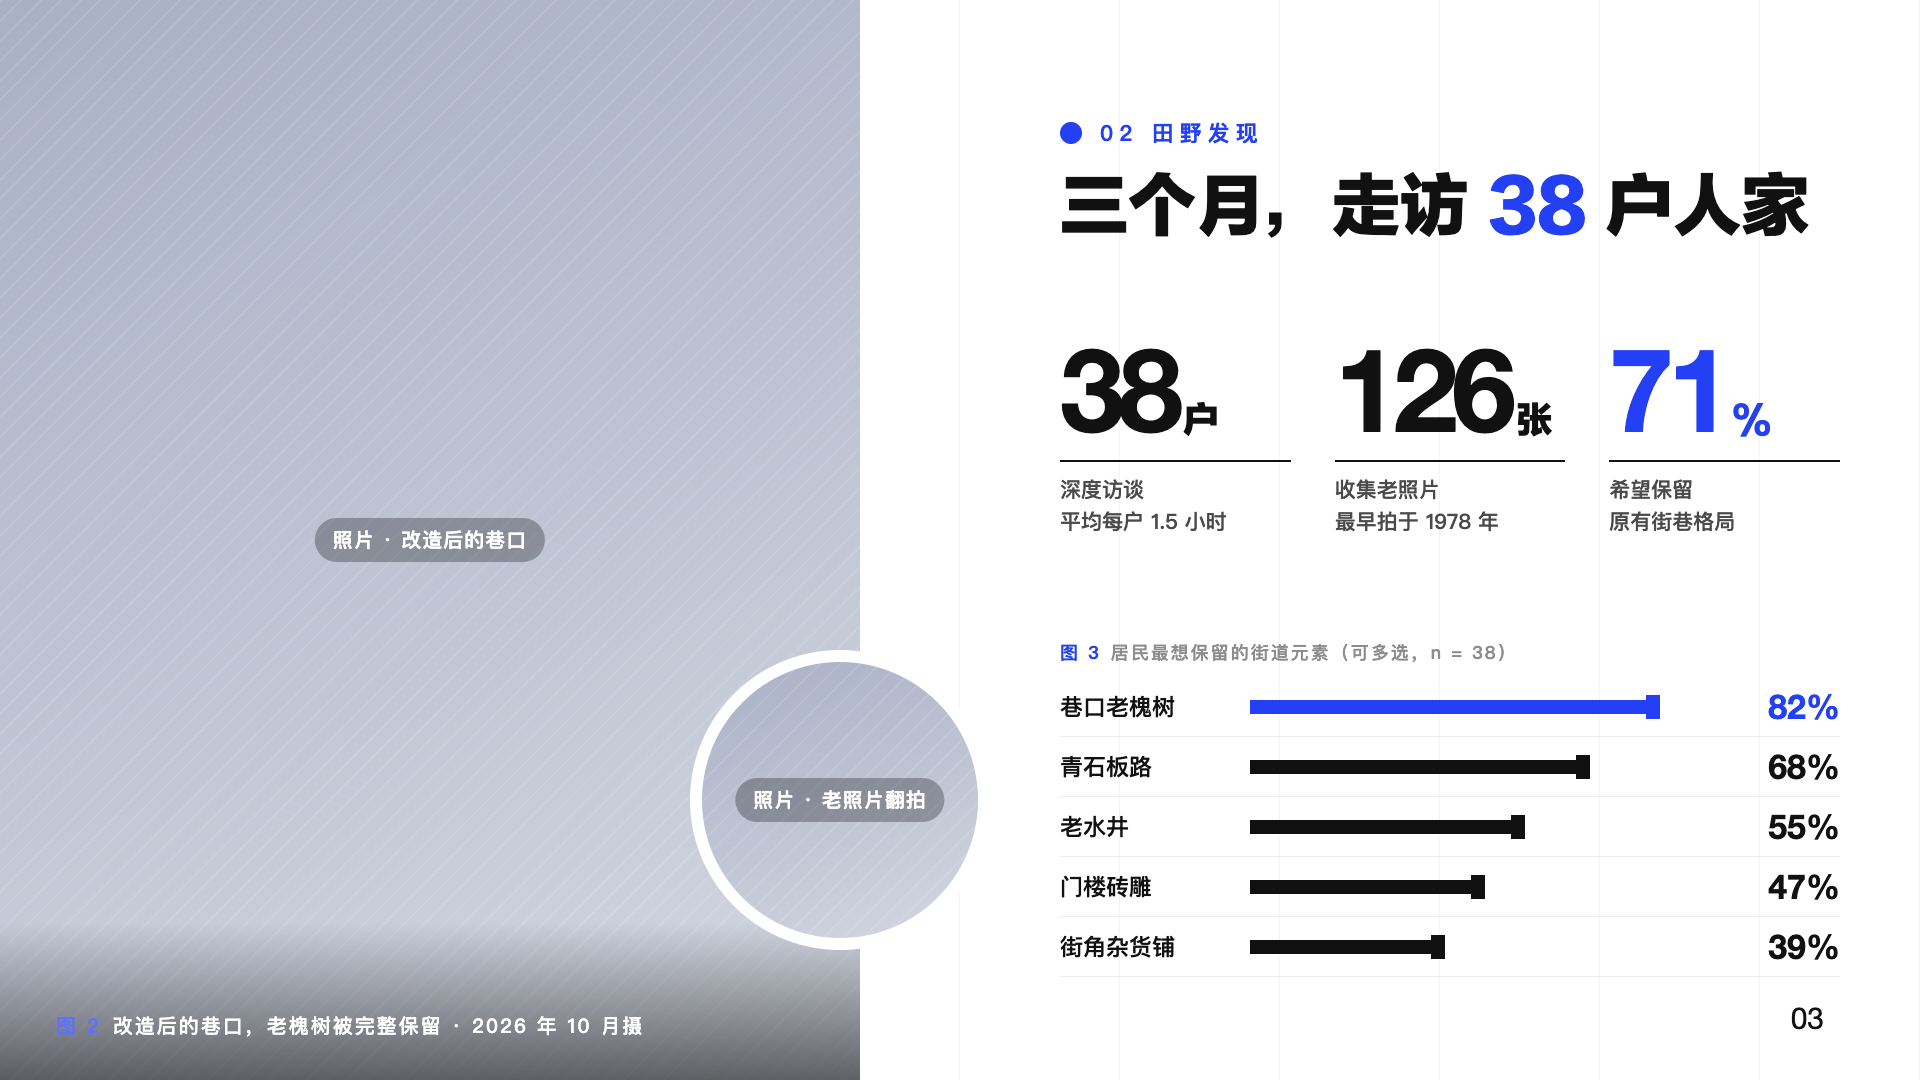 02 田野发现
三个月，走访 38 户人家
38户
深度访谈
平均每户 1.5 小时
126张
收集老照片
最早拍于 1978 年
71%
希望保留
原有街巷格局
图 3 居民最想保留的街道元素（可多选，n = 38）
巷口老槐树 82%
青石板路 68%
老水井 55%
门楼砖雕 47%
街角杂货铺 39%
照片 · 改造后的巷口
照片 · 老照片翻拍
图 2 改造后的巷口，老槐树被完整保留 · 2026 年 10 月摄
03